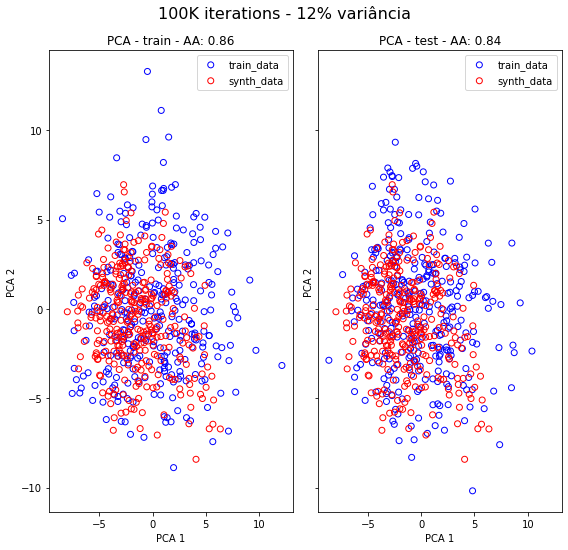 100K iterations - 12% variância
PCA - train - AA: 0.86
PCA - test - AA: 0.84
train_data
synth_data
train_data
synth_data
10
5
0
−5
−10
PCA 2
PCA 2
−5
0
5
10
−5
0
5
10
PCA 1
PCA 1